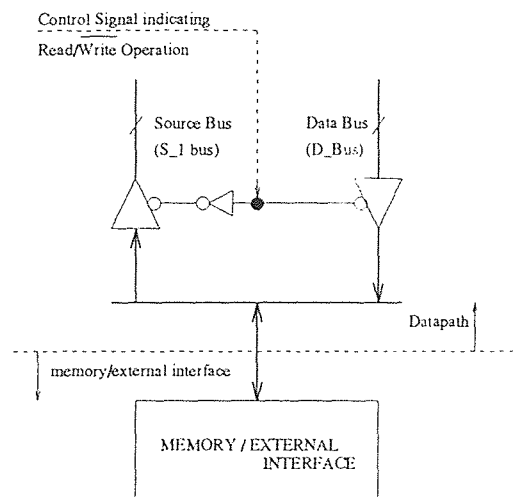 Control Signal indicating
Read/Write Operation
Source Bus
(S_1 bus)
Data Bus
(D_Bus)
Datapath
memory/external interface
MEMORY / EXTERNAL
INTERFACE